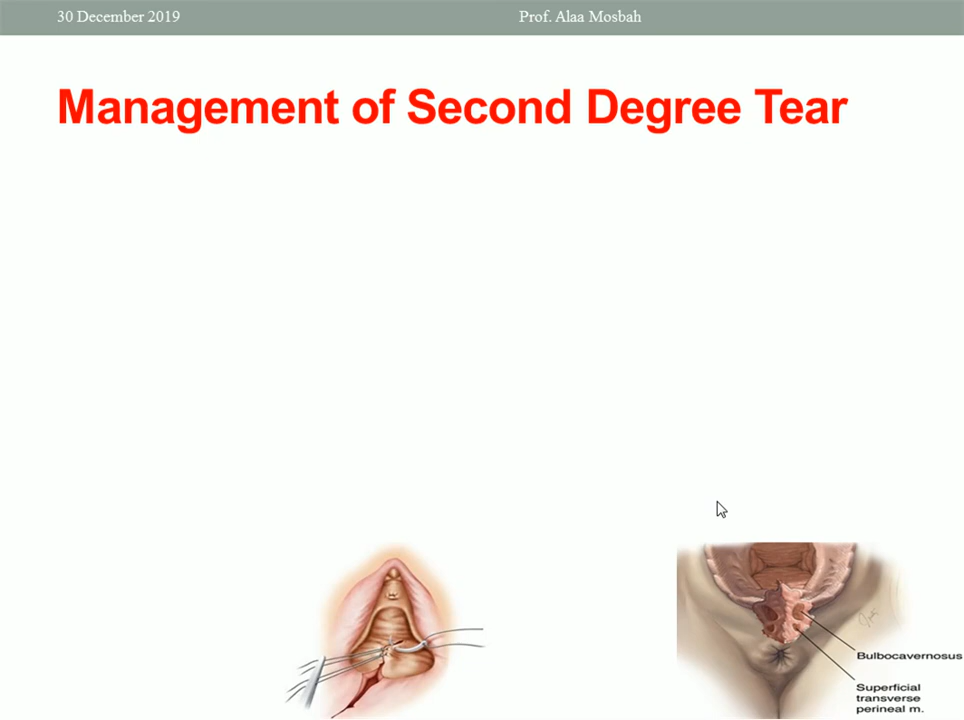 30 December 2019
Prof. Alaa Mosbah
Management of Second Degree Tear
Bulbocavernosus
Superficial
transverse
perineal m.